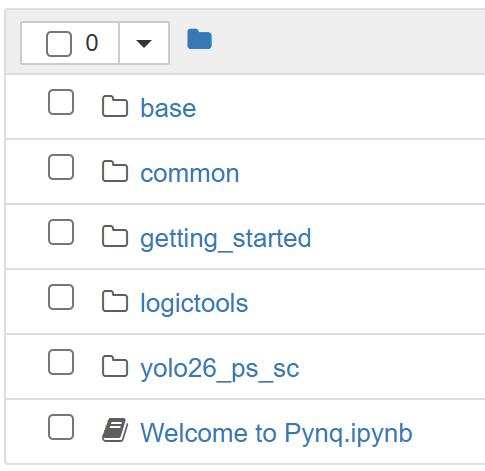 0
base
common
getting_started
logictools
yolo26_ps_sc
Welcome to Pynq.ipynb